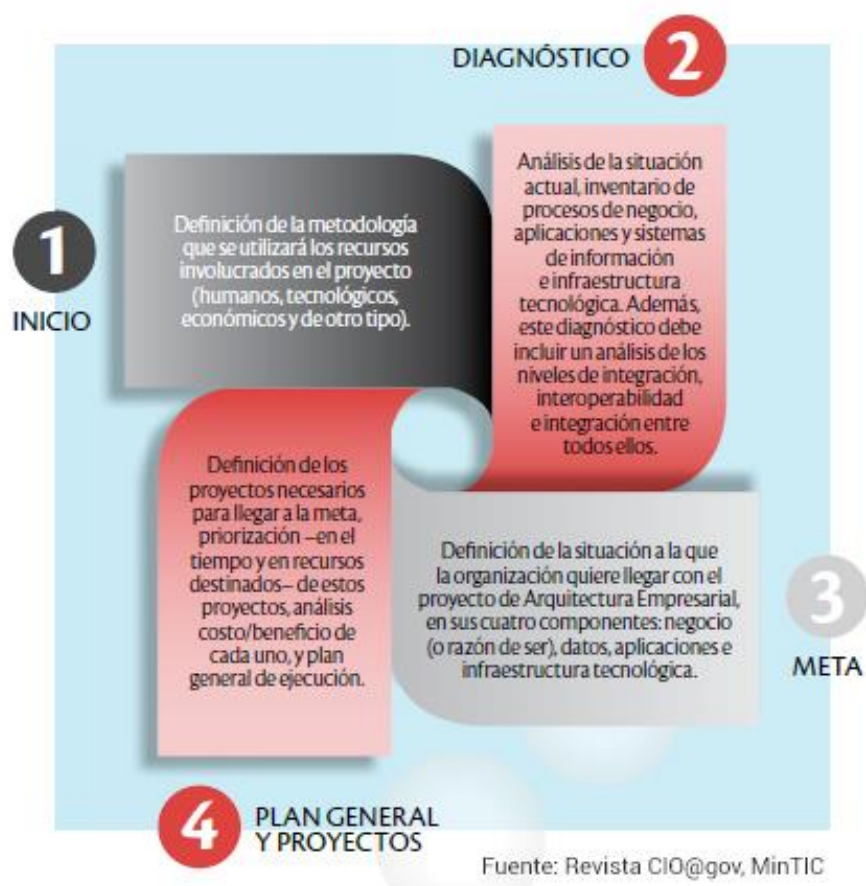 1
INICIO
Definición de la metodología
que se utilizará los recursos
involucrados en el proyecto
(humanos, tecnológicos,
económicos y de otro tipo).
DIAGNÓSTICO 2
Análisis de la situación
actual, inventario de
procesos de negocio,
aplicaciones y sistemas
de información
e infraestructura
tecnológica. Además,
este diagnóstico debe
incluir un análisis de los
niveles de integración,
interoperabilidad
e integración entre
todos ellos.
3
META
Definición de la situación a la que
la organización quiere llegar con el
proyecto de Arquitectura Empresarial,
en sus cuatro componentes: negocio
(o razón de ser), datos, aplicaciones e
infraestructura tecnológica.
4 PLAN GENERAL
Y PROYECTOS
Definición de los
proyectos necesarios
para llegar a la meta,
priorización –en el
tiempo y en recursos
destinados– de estos
proyectos, análisis
costo/beneficio de
cada uno, y plan
general de ejecución.
Fuente: Revista CIO@gov, MinTIC